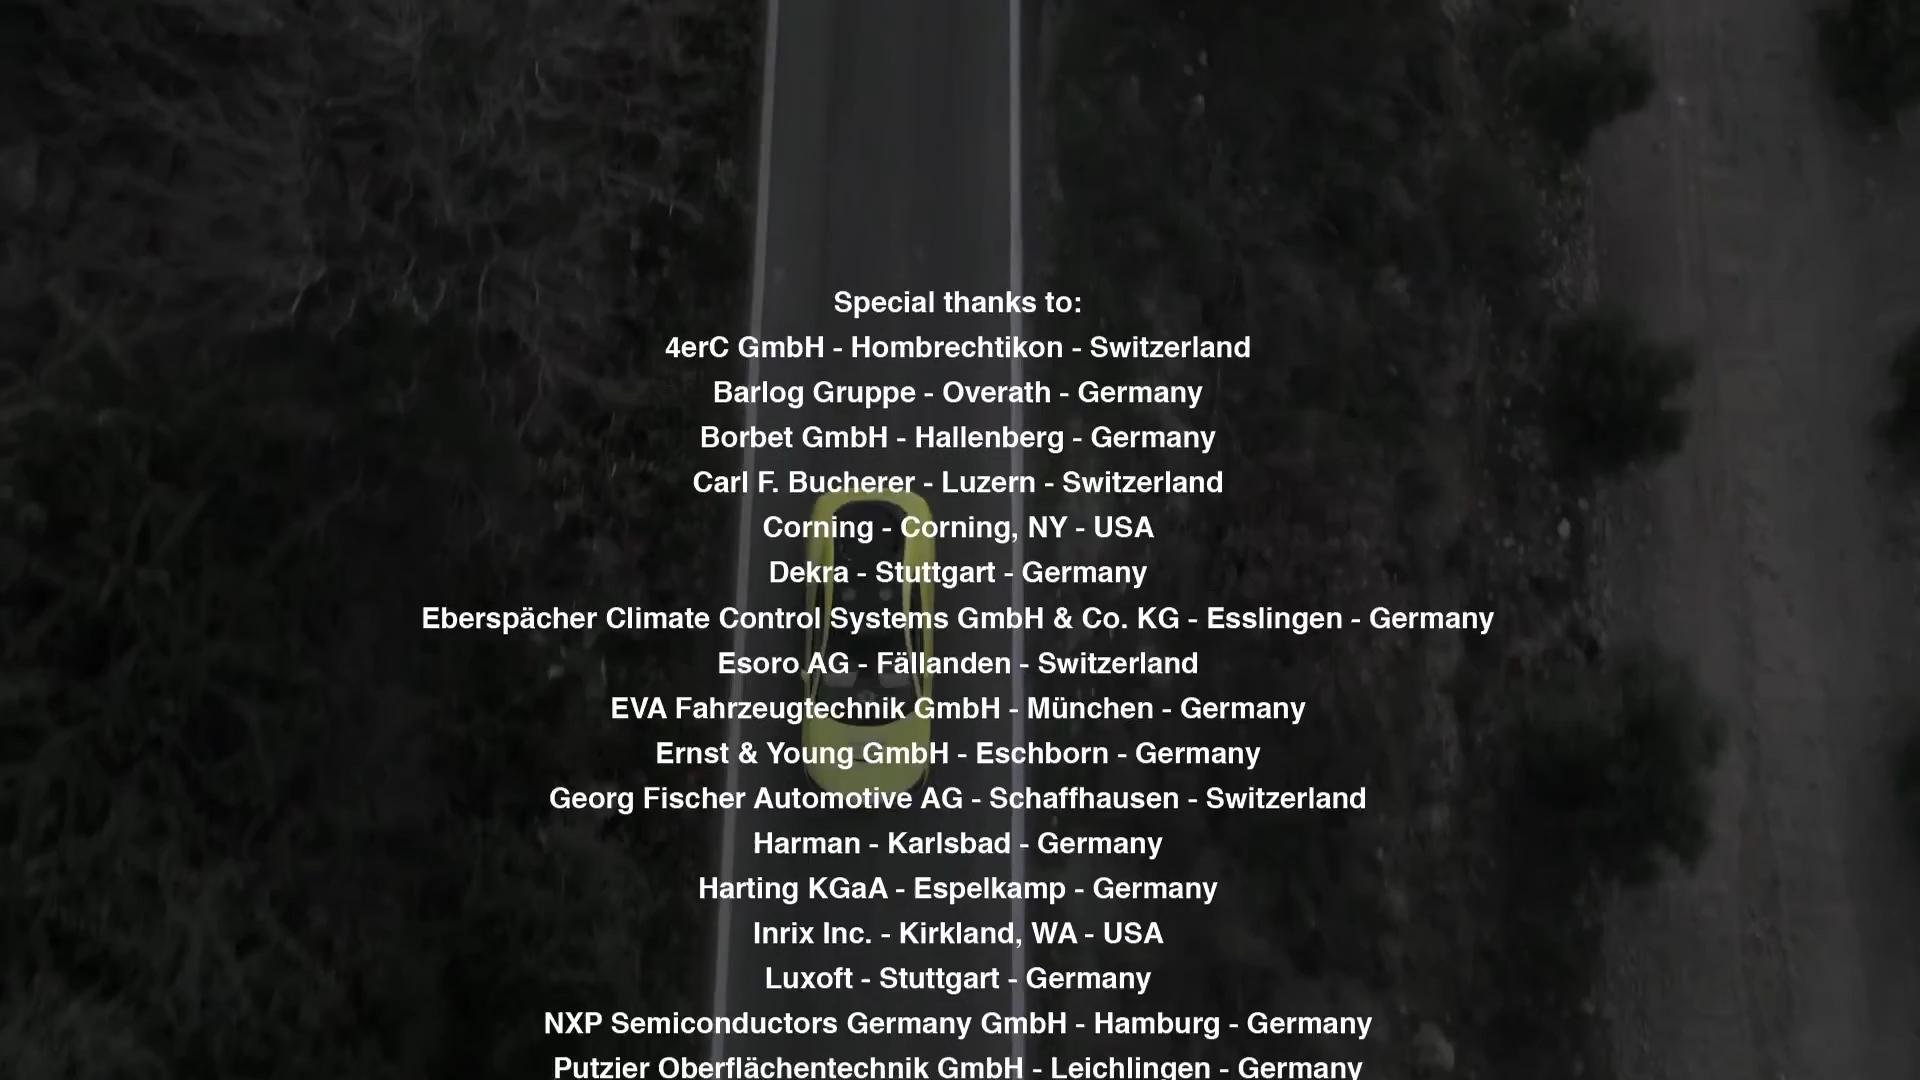 Special thanks to:
4erC GmbH - Hombrechtikon - Switzerland
Barlog Gruppe - Overath - Germany
Borbet GmbH - Hallenberg - Germany
Carl F. Bucherer - Luzern - Switzerland
Corning - Corning, NY - USA
Dekra - Stuttgart - Germany
Eberspächer Climate Control Systems GmbH & Co. KG - Esslingen - Germany
Esoro AG - Fällanden - Switzerland
EVA Fahrzeugtechnik GmbH - München - Germany
Ernst & Young GmbH - Eschborn - Germany
Georg Fischer Automotive AG - Schaffhausen - Switzerland
Harman - Karlsbad - Germany
Harting KGaA - Espelkamp - Germany
Inrix Inc. - Kirkland, WA - USA
Luxoft - Stuttgart - Germany
NXP Semiconductors Germany GmbH - Hamburg - Germany
Putzier Oberflächentechnik GmbH - Leichlingen - Germany